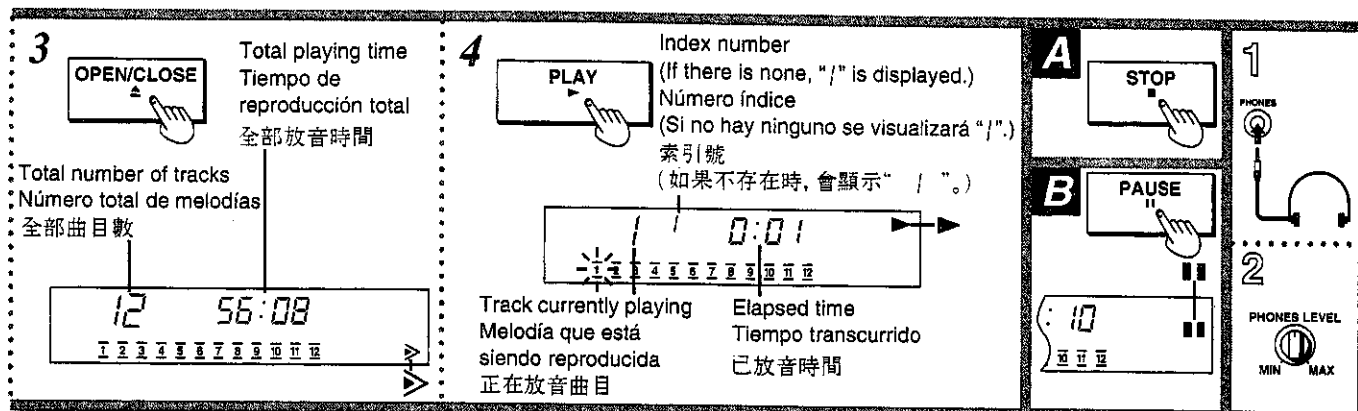 3
OPEN/CLOSE
Total playing time
Tiempo de
reproducción total
全部放音時間
Total number of tracks
Número total de melodías
全部曲目數
12 56:08
1 2 3 4 5 6 7 8 9 10 11 12
4
PLAY
Index number
(If there is none, "/" is displayed.)
Número índice
(Si no hay ninguno se visualizará "/".)
索引號
(如果不存在時, 會顯示" / "。)
1 1 0:01
1 2 3 4 5 6 7 8 9 10 11 12
Track currently playing
Melodía que está
siendo reproducida
正在放音曲目
Elapsed time
Tiempo transcurrido
已放音時間
A
STOP
B
PAUSE
: 10
10 11 12
1
PHONES
2
PHONES LEVEL
MIN MAX